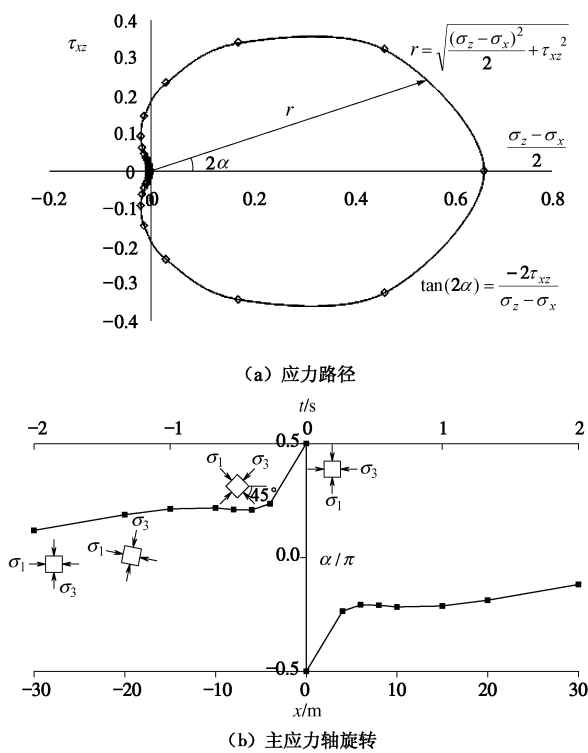 0.4
τxz
0.3
0.2
0.1
0
−0.1
−0.2
−0.3
−0.4
r=√((σz−σx)²/2+τxz²)
r
2α
(σz−σx)/2
−0.2 0 0.2 0.4 0.6 0.8
tan(2α)=−2τxz/(σz−σx)
（a）应力路径
t/s
−2 −1 0 1 2
0.5
σ1 σ3
45°
σ3
σ1
σ3
σ1
σ1
σ3
0.0
α/π
−0.5
−30 −20 −10 0 10 20 30
x/m
（b）主应力轴旋转